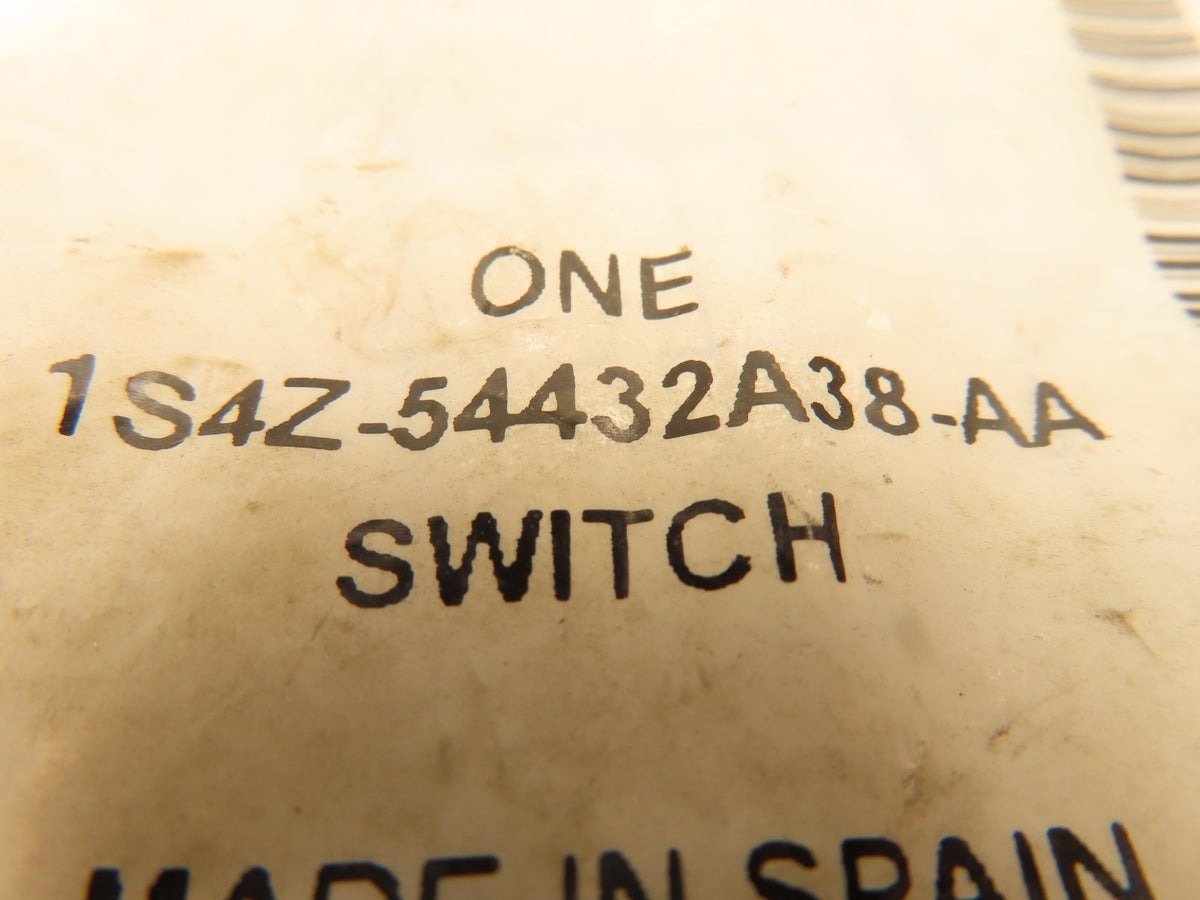 ONE
1S4Z-54432A38-AA
SWITCH
MADE IN SPAIN